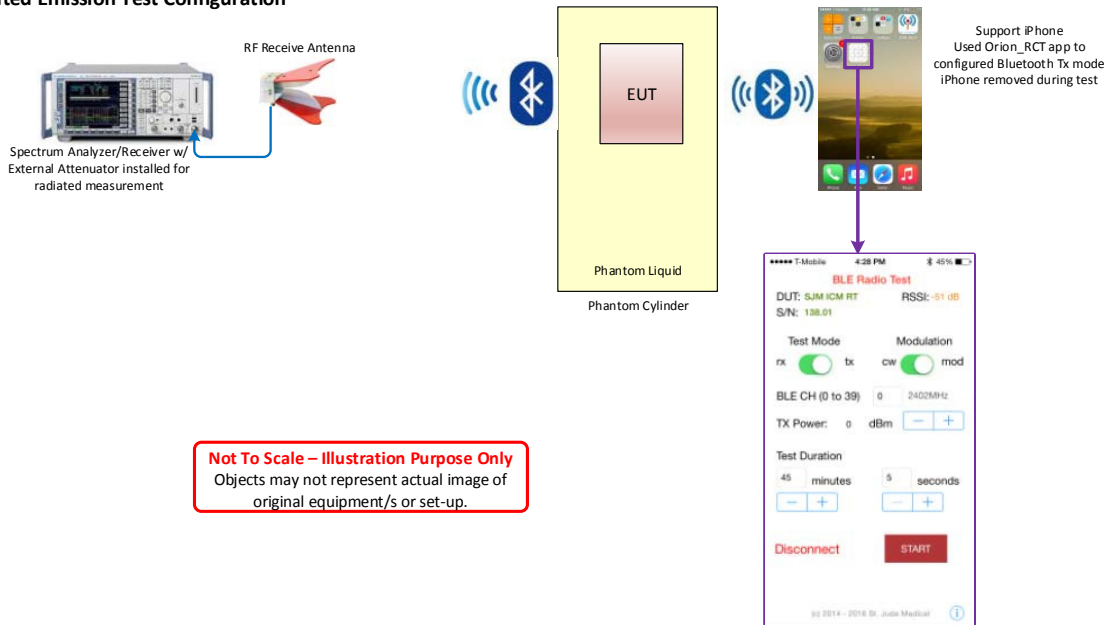 ted Emission Test Configuration
RF Receive Antenna
Spectrum Analyzer/Receiver w/
External Attenuator installed for
radiated measurement
EUT
Phantom Liquid
Phantom Cylinder
Support iPhone
Used Orion_RCT app to
configured Bluetooth Tx mode
iPhone removed during test
T-Mobile 4:28 PM 45%
BLE Radio Test
DUT: SJM ICM RT RSSI: -51 dB
S/N: 138.01
Test Mode Modulation
rx tx cw mod
BLE CH (0 to 39) 0 2402MHz
TX Power: 0 dBm − +
Test Duration
45 minutes 5 seconds
− + − +
Disconnect START
(c) 2014 - 2016 St. Jude Medical
Not To Scale – Illustration Purpose Only
Objects may not represent actual image of
original equipment/s or set-up.